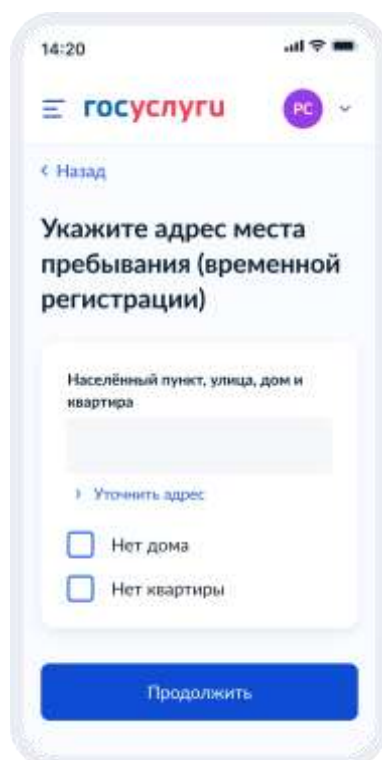 14:20
госуслуги
РС
Назад
Укажите адрес места
пребывания (временной
регистрации)
Населённый пункт, улица, дом и
квартира
Уточнить адрес
Нет дома
Нет квартиры
Продолжить